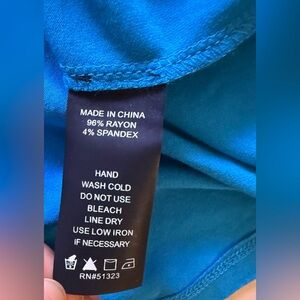 MADE IN CHINA
96% RAYON
4% SPANDEX
HAND
WASH COLD
DO NOT USE
BLEACH
LINE DRY
USE LOW IRON
IF NECESSARY
RN#51323